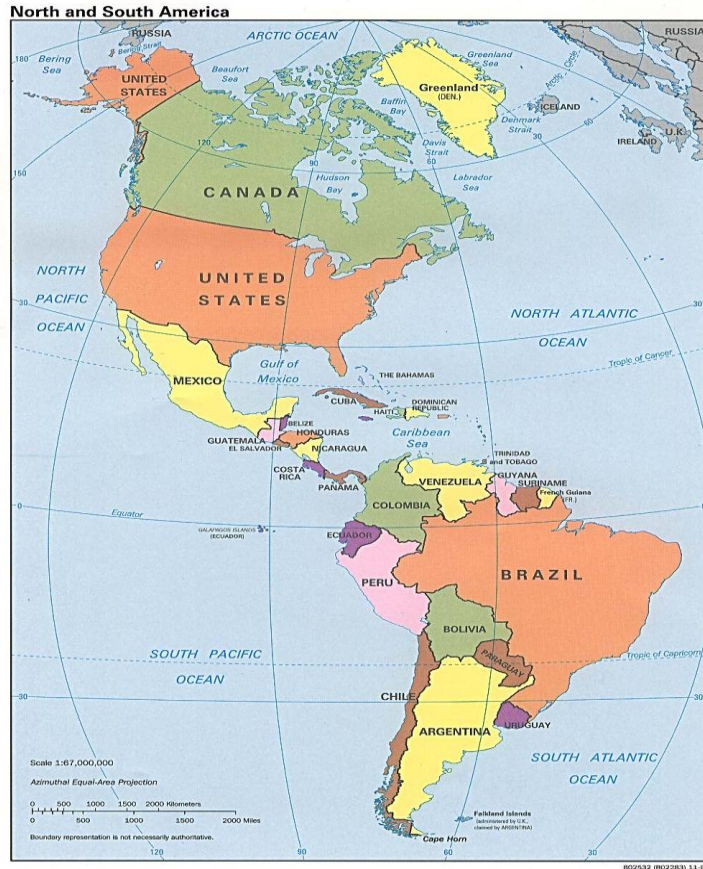 North and South America
RUSSIA
Bering Strait
ARCTIC OCEAN
RUSSIA
180
Bering
Sea
UNITED
STATES
Beaufort
Sea
Greenland
Sea
Greenland
(DEN.)
Arctic Circle
Baffin
Bay
ICELAND
Denmark
Strait
U.K.
IRELAND
30
60
120
150
Davis
Strait
90
60
Hudson
Bay
Labrador
Sea
CANADA
NORTH
PACIFIC
OCEAN
UNITED
STATES
30
NORTH ATLANTIC
OCEAN
30
Tropic of Cancer
Gulf of
Mexico
MEXICO
THE BAHAMAS
CUBA
HAITI
DOMINICAN
REPUBLIC
BELIZE
HONDURAS
GUATEMALA
EL SALVADOR
NICARAGUA
Caribbean
Sea
COSTA
RICA
PANAMA
TRINIDAD
and TOBAGO
VENEZUELA
GUYANA
SURINAME
French Guiana
(FR.)
COLOMBIA
0
Equator
GALAPAGOS ISLANDS
(ECUADOR)
ECUADOR
PERU
BRAZIL
BOLIVIA
SOUTH PACIFIC
OCEAN
PARAGUAY
Tropic of Capricorn
30
CHILE
ARGENTINA
URUGUAY
30
SOUTH ATLANTIC
OCEAN
Scale 1:67,000,000
Azimuthal Equal-Area Projection
0 500 1000 1500 2000 Kilometers
0 500 1000 1500 2000 Miles
Boundary representation is not necessarily authoritative.
Falkland Islands
(administered by U.K.,
claimed by ARGENTINA)
Cape Horn
120
90
60
30